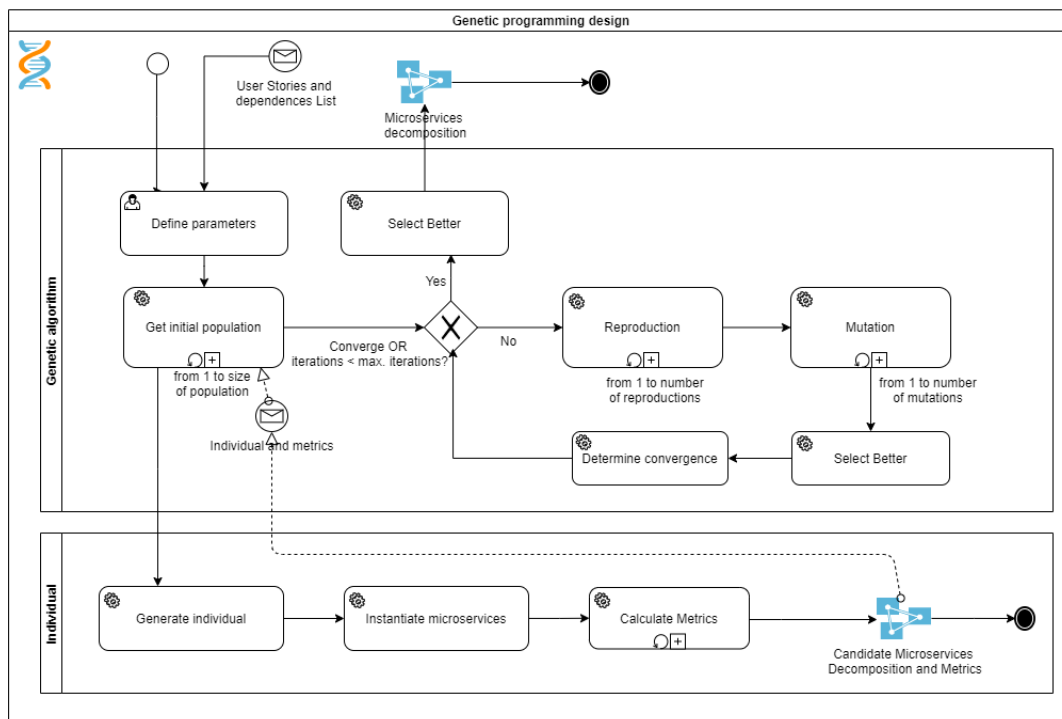 Genetic programming design
User Stories and
dependences List
Microservices
decomposition
Genetic algorithm
Define parameters
Select Better
Yes
Get initial population
Converge OR
iterations < max. iterations?
No
Reproduction
Mutation
from 1 to size
of population
from 1 to number
of reproductions
from 1 to number
of mutations
Individual and metrics
Determine convergence
Select Better
Individual
Generate individual
Instantiate microservices
Calculate Metrics
Candidate Microservices
Decomposition and Metrics